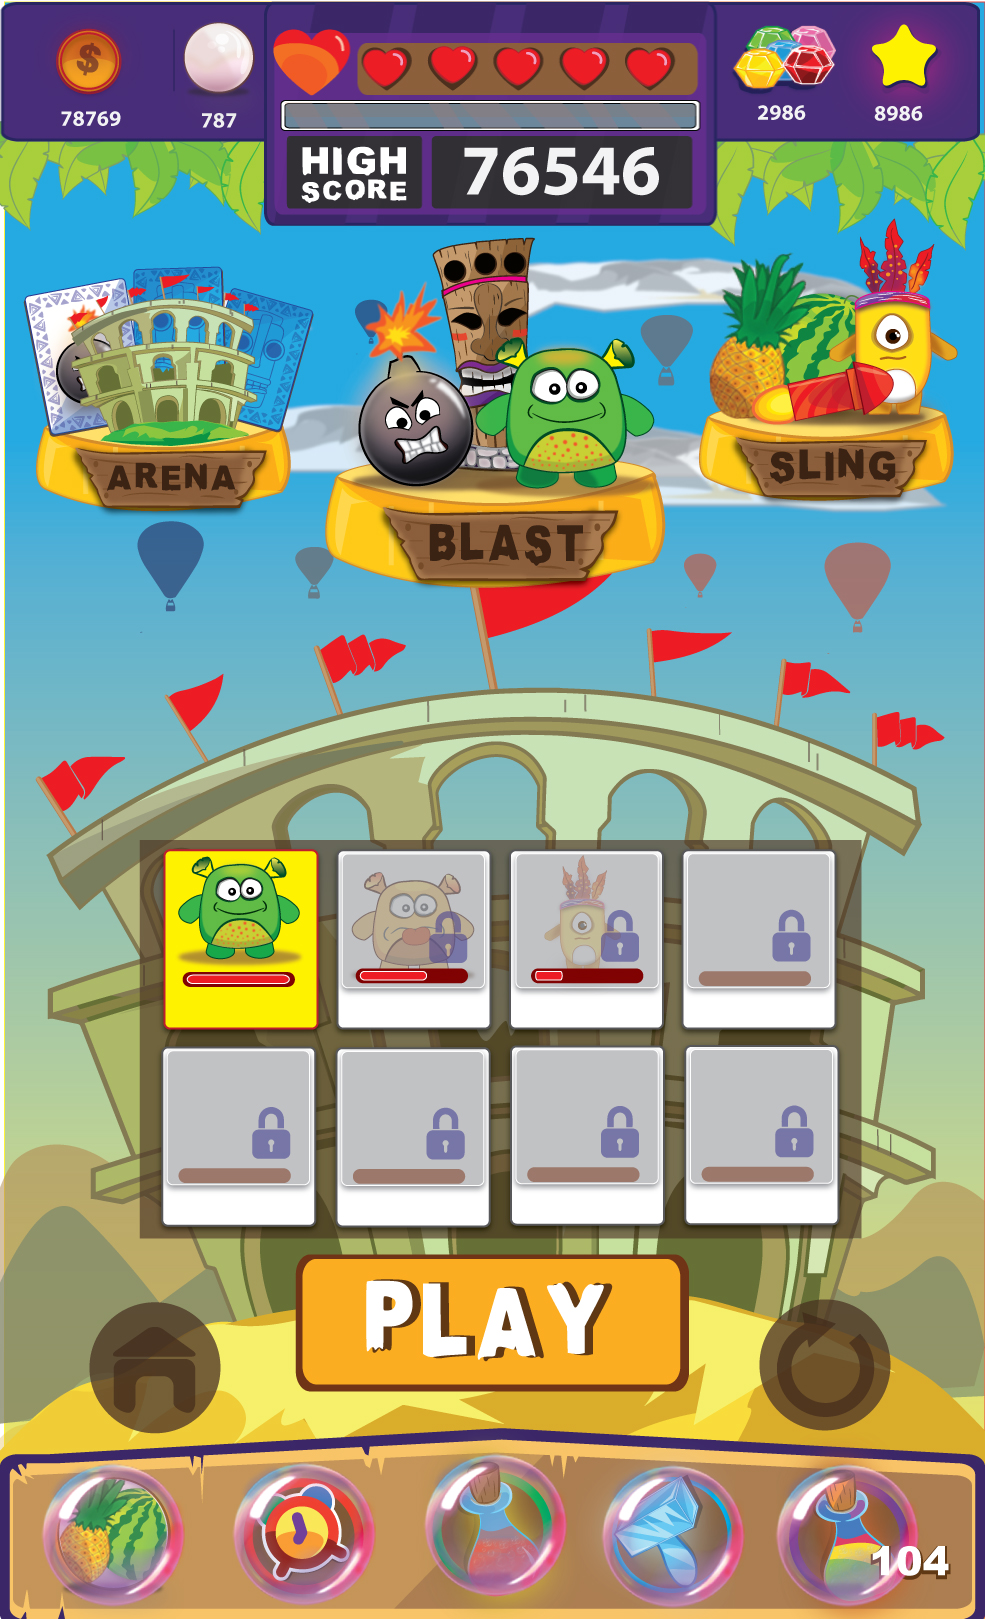 $
78769
787
2986
8986
HIGH
SCORE
76546
ARENA
BLAST
SLING
PLAY
104